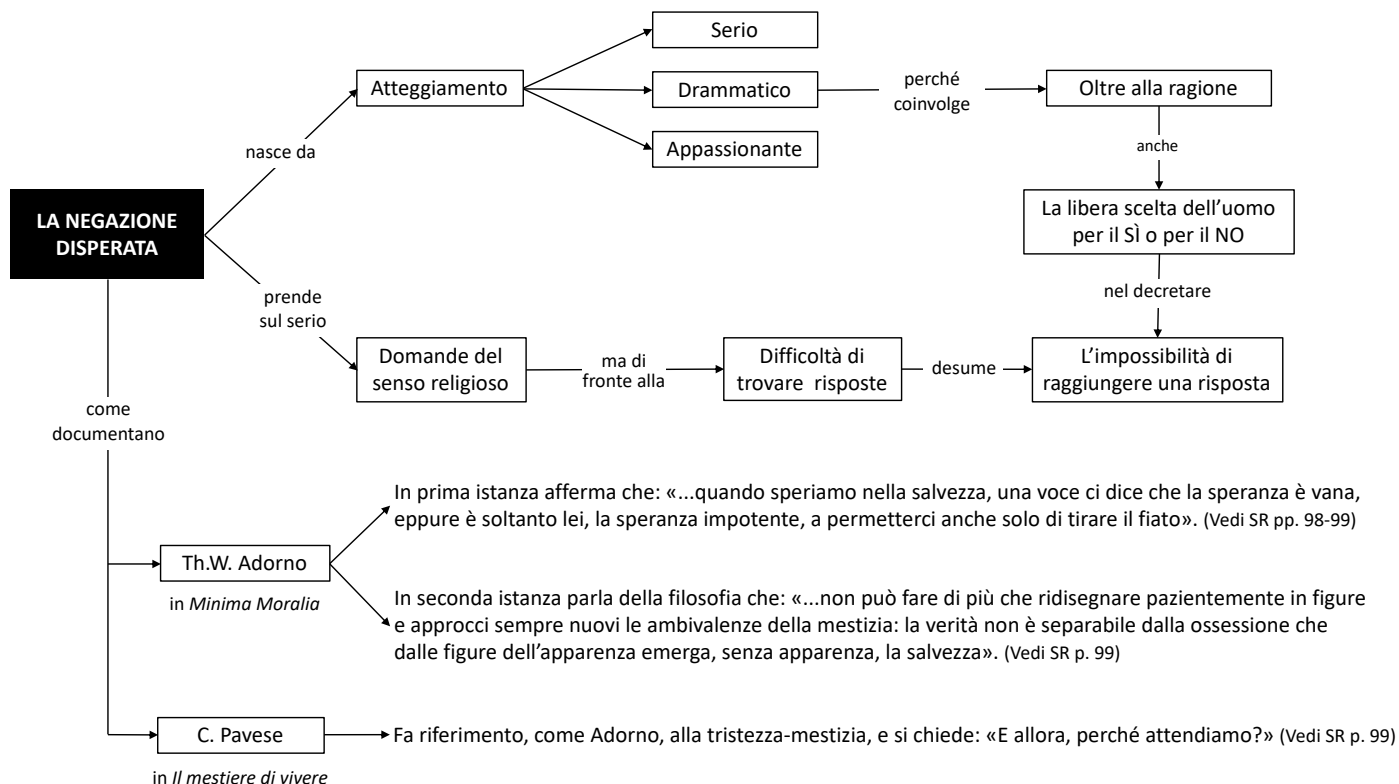 Serio
Atteggiamento
Drammatico
perché
coinvolge
Oltre alla ragione
Appassionante
nasce da
anche
LA NEGAZIONE
DISPERATA
La libera scelta dell’uomo
per il SÌ o per il NO
prende
sul serio
nel decretare
Domande del
senso religioso
ma di
fronte alla
Difficoltà di
trovare risposte
desume
L’impossibilità di
raggiungere una risposta
come
documentano
In prima istanza afferma che: «...quando speriamo nella salvezza, una voce ci dice che la speranza è vana,
eppure è soltanto lei, la speranza impotente, a permetterci anche solo di tirare il fiato». (Vedi SR pp. 98-99)
Th.W. Adorno
in Minima Moralia
In seconda istanza parla della filosofia che: «...non può fare di più che ridisegnare pazientemente in figure
e approcci sempre nuovi le ambivalenze della mestizia: la verità non è separabile dalla ossessione che
dalle figure dell’apparenza emerga, senza apparenza, la salvezza». (Vedi SR p. 99)
C. Pavese
Fa riferimento, come Adorno, alla tristezza-mestizia, e si chiede: «E allora, perché attendiamo?» (Vedi SR p. 99)
in Il mestiere di vivere